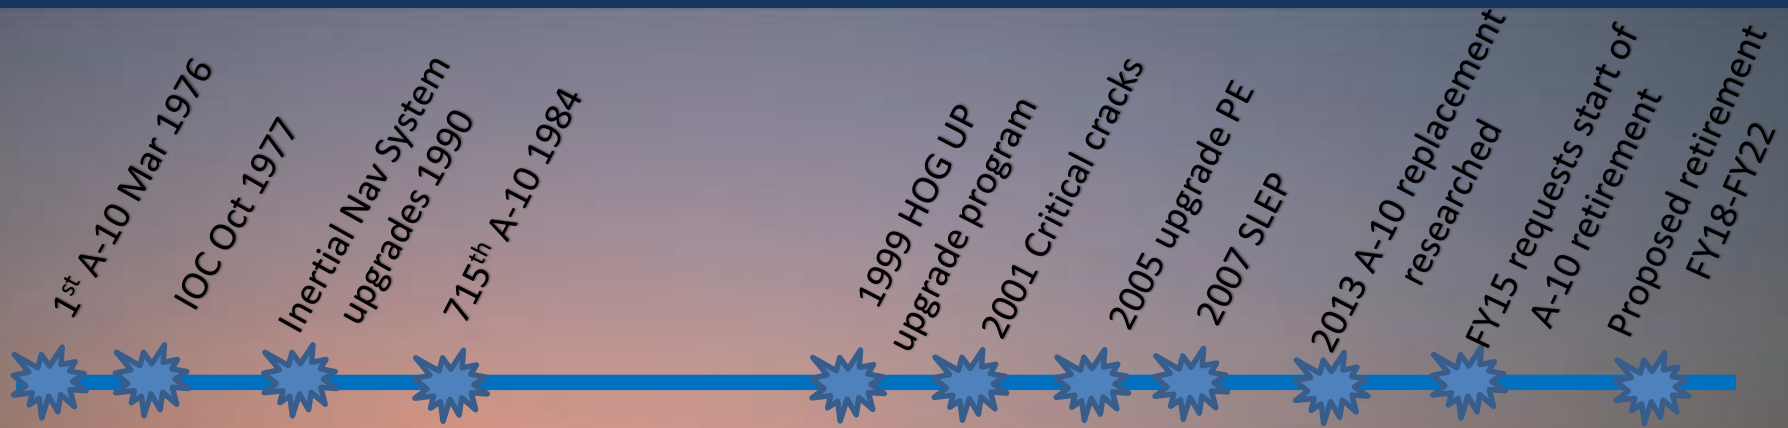 1st A-10 Mar 1976
IOC Oct 1977
Inertial Nav System
upgrades 1990
715th A-10 1984
1999 HOG UP
upgrade program
2001 Critical cracks
2005 upgrade PE
2007 SLEP
2013 A-10 replacement
researched
FY15 requests start of
A-10 retirement
Proposed retirement
FY18-FY22